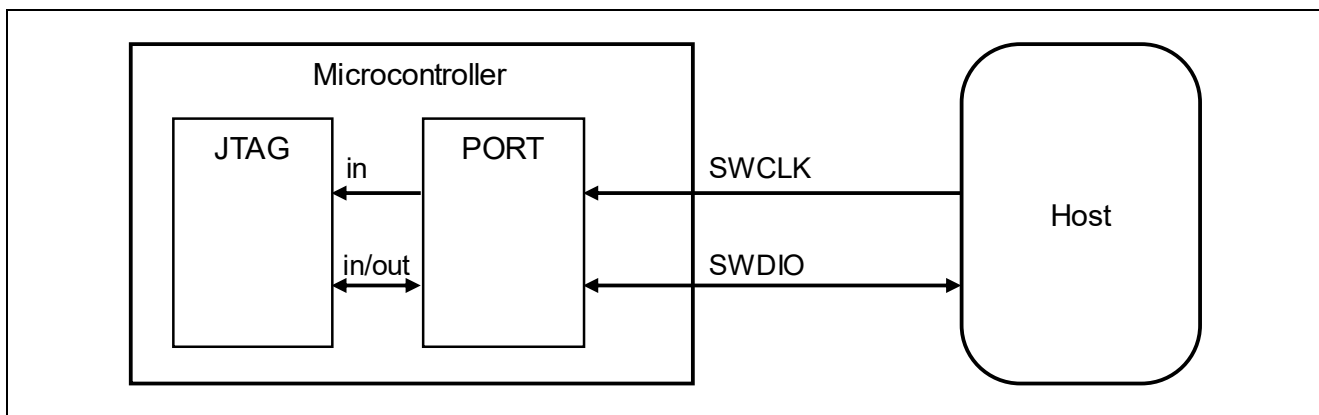 Microcontroller
JTAG
PORT
in
SWCLK
Host
in/out
SWDIO